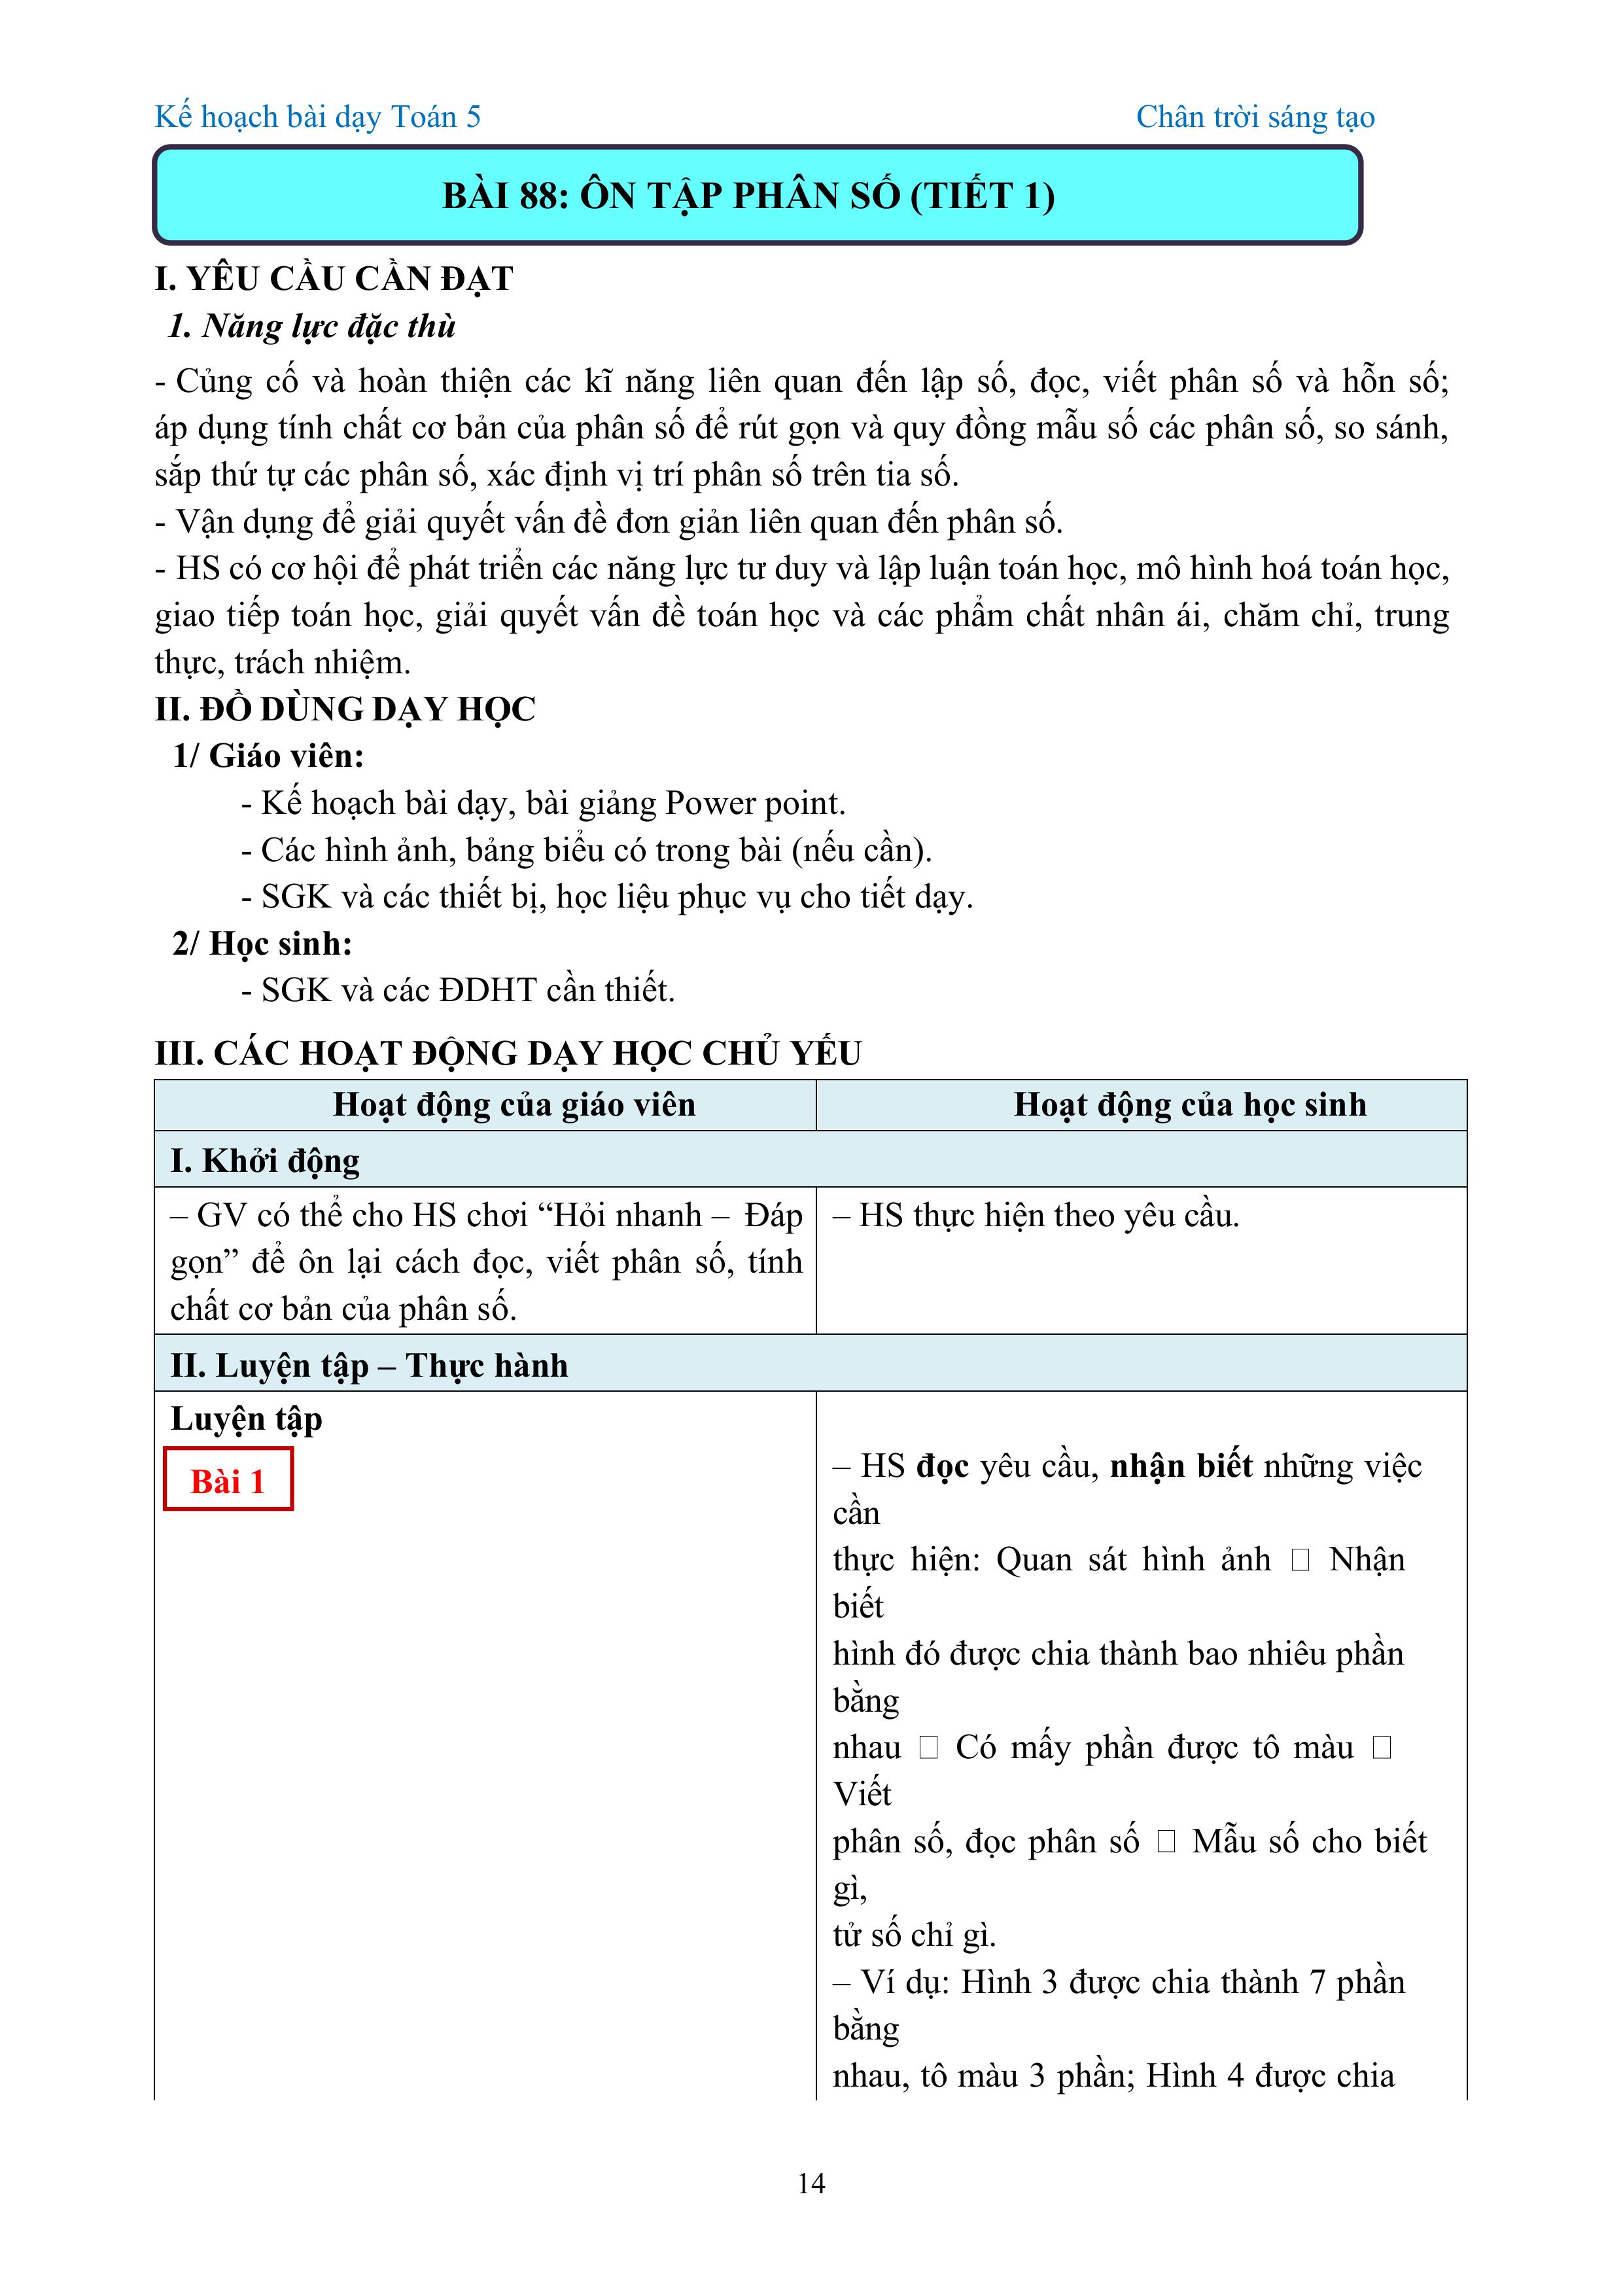 Kế hoạch bài dạy Toán 5 Chân trời sáng tạo
BÀI 88: ÔN TẬP PHÂN SỐ (TIẾT 1)
I. YÊU CẦU CẦN ĐẠT
1. Năng lực đặc thù
- Củng cố và hoàn thiện các kĩ năng liên quan đến lập số, đọc, viết phân số và hỗn số;
áp dụng tính chất cơ bản của phân số để rút gọn và quy đồng mẫu số các phân số, so sánh,
sắp thứ tự các phân số, xác định vị trí phân số trên tia số.
- Vận dụng để giải quyết vấn đề đơn giản liên quan đến phân số.
- HS có cơ hội để phát triển các năng lực tư duy và lập luận toán học, mô hình hoá toán học,
giao tiếp toán học, giải quyết vấn đề toán học và các phẩm chất nhân ái, chăm chỉ, trung
thực, trách nhiệm.
II. ĐỒ DÙNG DẠY HỌC
1/ Giáo viên:
- Kế hoạch bài dạy, bài giảng Power point.
- Các hình ảnh, bảng biểu có trong bài (nếu cần).
- SGK và các thiết bị, học liệu phục vụ cho tiết dạy.
2/ Học sinh:
- SGK và các ĐDHT cần thiết.
III. CÁC HOẠT ĐỘNG DẠY HỌC CHỦ YẾU
Hoạt động của giáo viên Hoạt động của học sinh
I. Khởi động
– GV có thể cho HS chơi “Hỏi nhanh – Đáp
gọn” để ôn lại cách đọc, viết phân số, tính
chất cơ bản của phân số.
– HS thực hiện theo yêu cầu.
II. Luyện tập – Thực hành
Luyện tập
Bài 1
– HS đọc yêu cầu, nhận biết những việc
cần
thực hiện: Quan sát hình ảnh □ Nhận
biết
hình đó được chia thành bao nhiêu phần
bằng
nhau □ Có mấy phần được tô màu □
Viết
phân số, đọc phân số □ Mẫu số cho biết
gì,
tử số chỉ gì.
– Ví dụ: Hình 3 được chia thành 7 phần
bằng
nhau, tô màu 3 phần; Hình 4 được chia
14